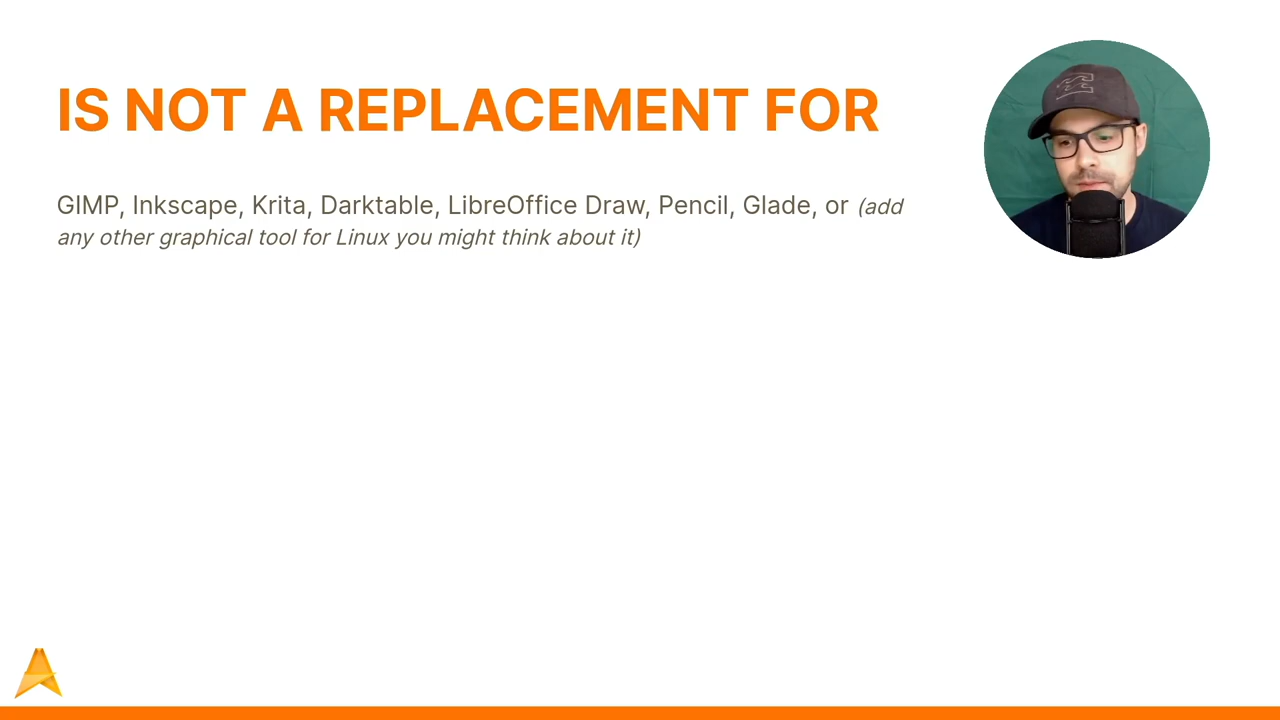 IS NOT A REPLACEMENT FOR
GIMP, Inkscape, Krita, Darktable, LibreOffice Draw, Pencil, Glade, or (add
any other graphical tool for Linux you might think about it)